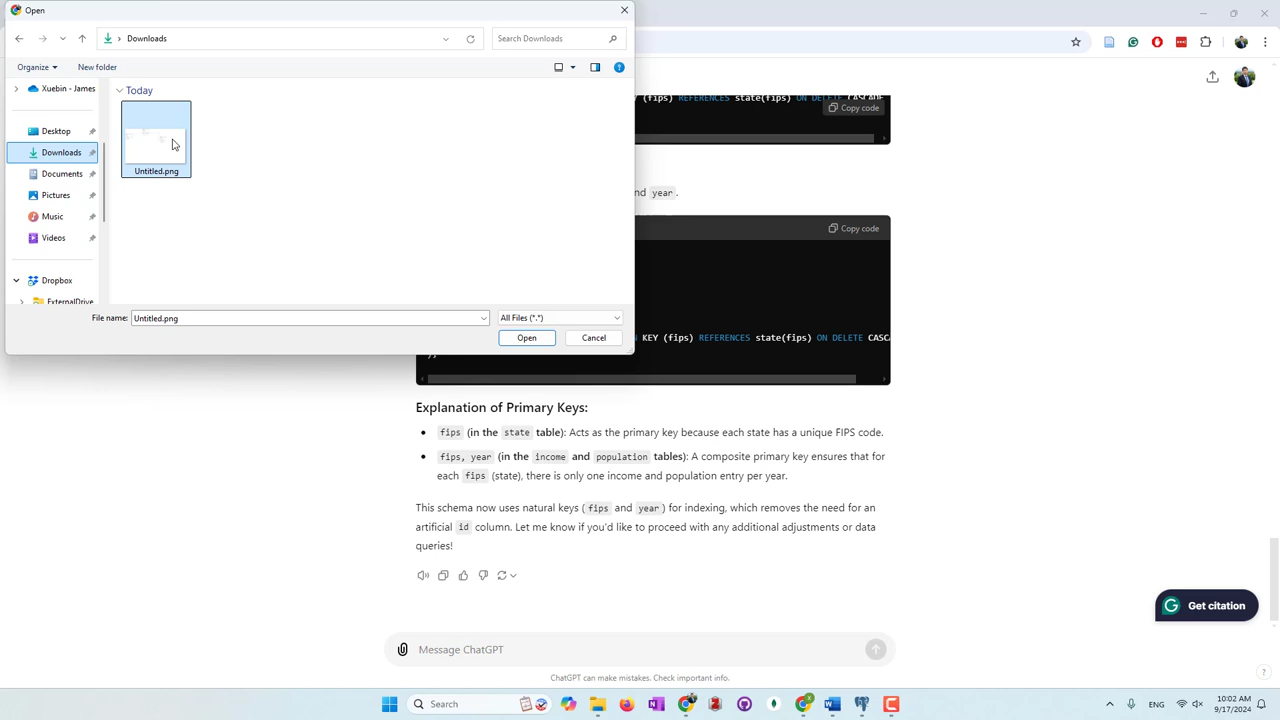 Open
Downloads
Search Downloads
Organize
New folder
Xuebin - James
Today
Desktop
Downloads
Documents
Pictures
Music
Videos
Dropbox
ExternalDrive
Untitled.png
File name:
Untitled.png
All Files (*.*)
Open
Cancel
(fips) REFERENCES state(fips) ON DELETE CASCADE
Copy code
nd year.
Copy code
KEY (fips) REFERENCES state(fips) ON DELETE CASCA
);
Explanation of Primary Keys:
fips (in the state table): Acts as the primary key because each state has a unique FIPS code.
fips, year (in the income and population tables): A composite primary key ensures that for
each fips (state), there is only one income and population entry per year.
This schema now uses natural keys (fips and year) for indexing, which removes the need for an
artificial id column. Let me know if you'd like to proceed with any additional adjustments or data
queries!
Get citation
Message ChatGPT
ChatGPT can make mistakes. Check important info.
?
Search
ENG
10:02 AM
9/17/2024